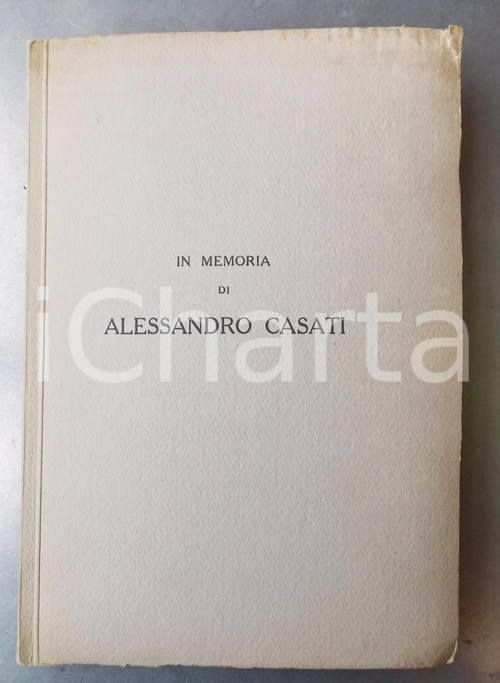 IN MEMORIA
DI
ALESSANDRO CASATI
iCharta